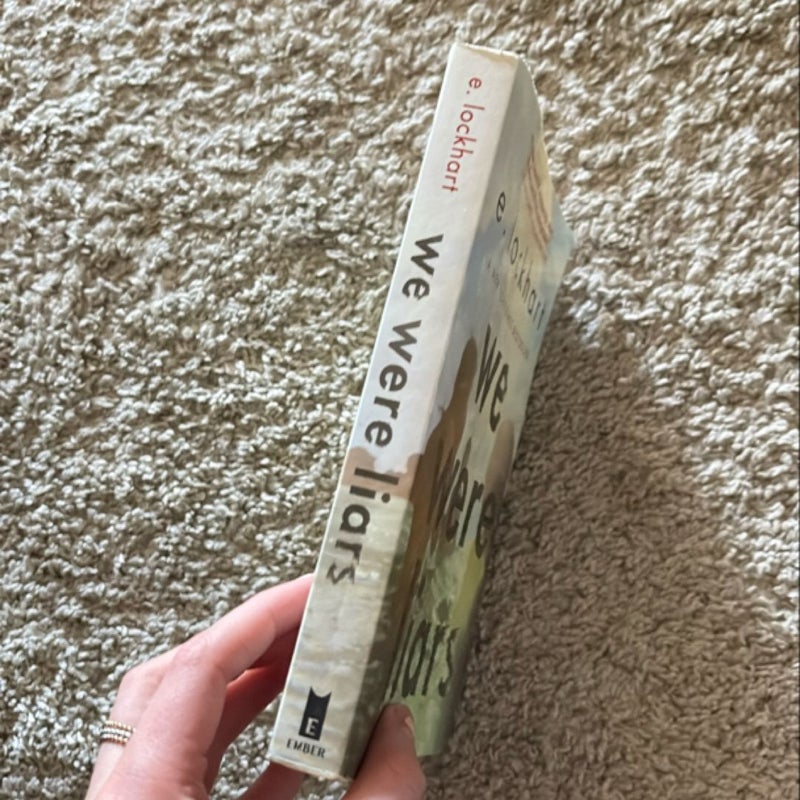 e. lockhart
we were liars
E
EMBER
e. lockhart
we
were
liars